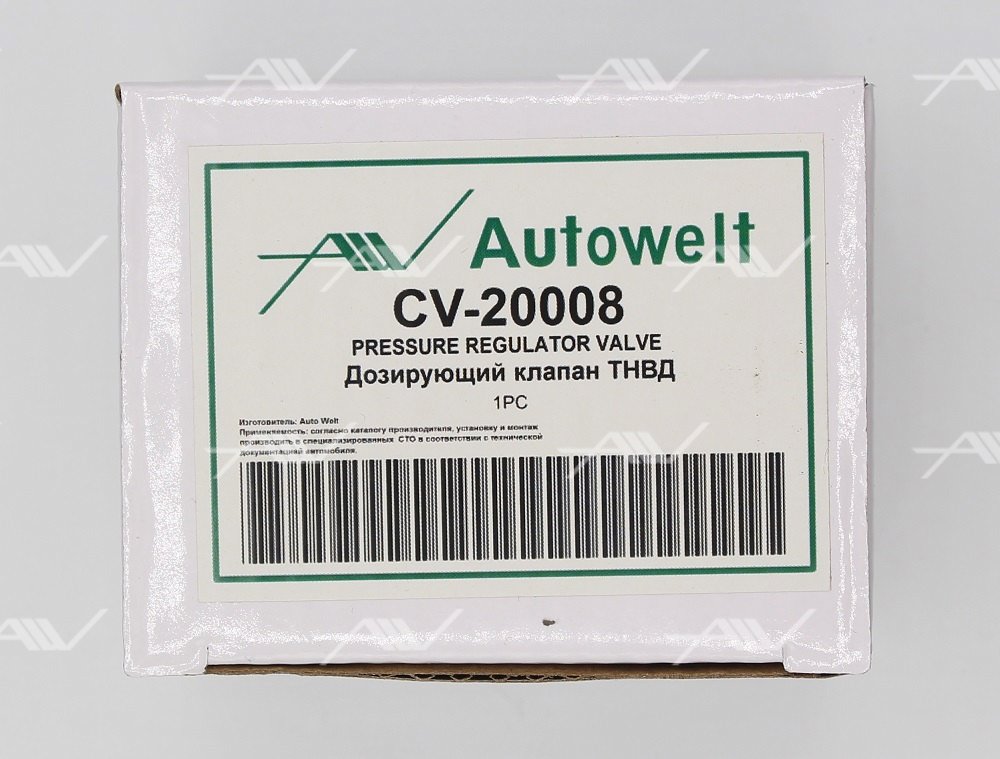 Autowelt
CV-20008
PRESSURE REGULATOR VALVE
Дозирующий клапан ТНВД
1PC
Изготовитель: Auto Welt
Применяемость: согласно каталогу производителя, установку и монтаж
производить в специализированных СТО в соответствии с технической
документацией автомобиля.